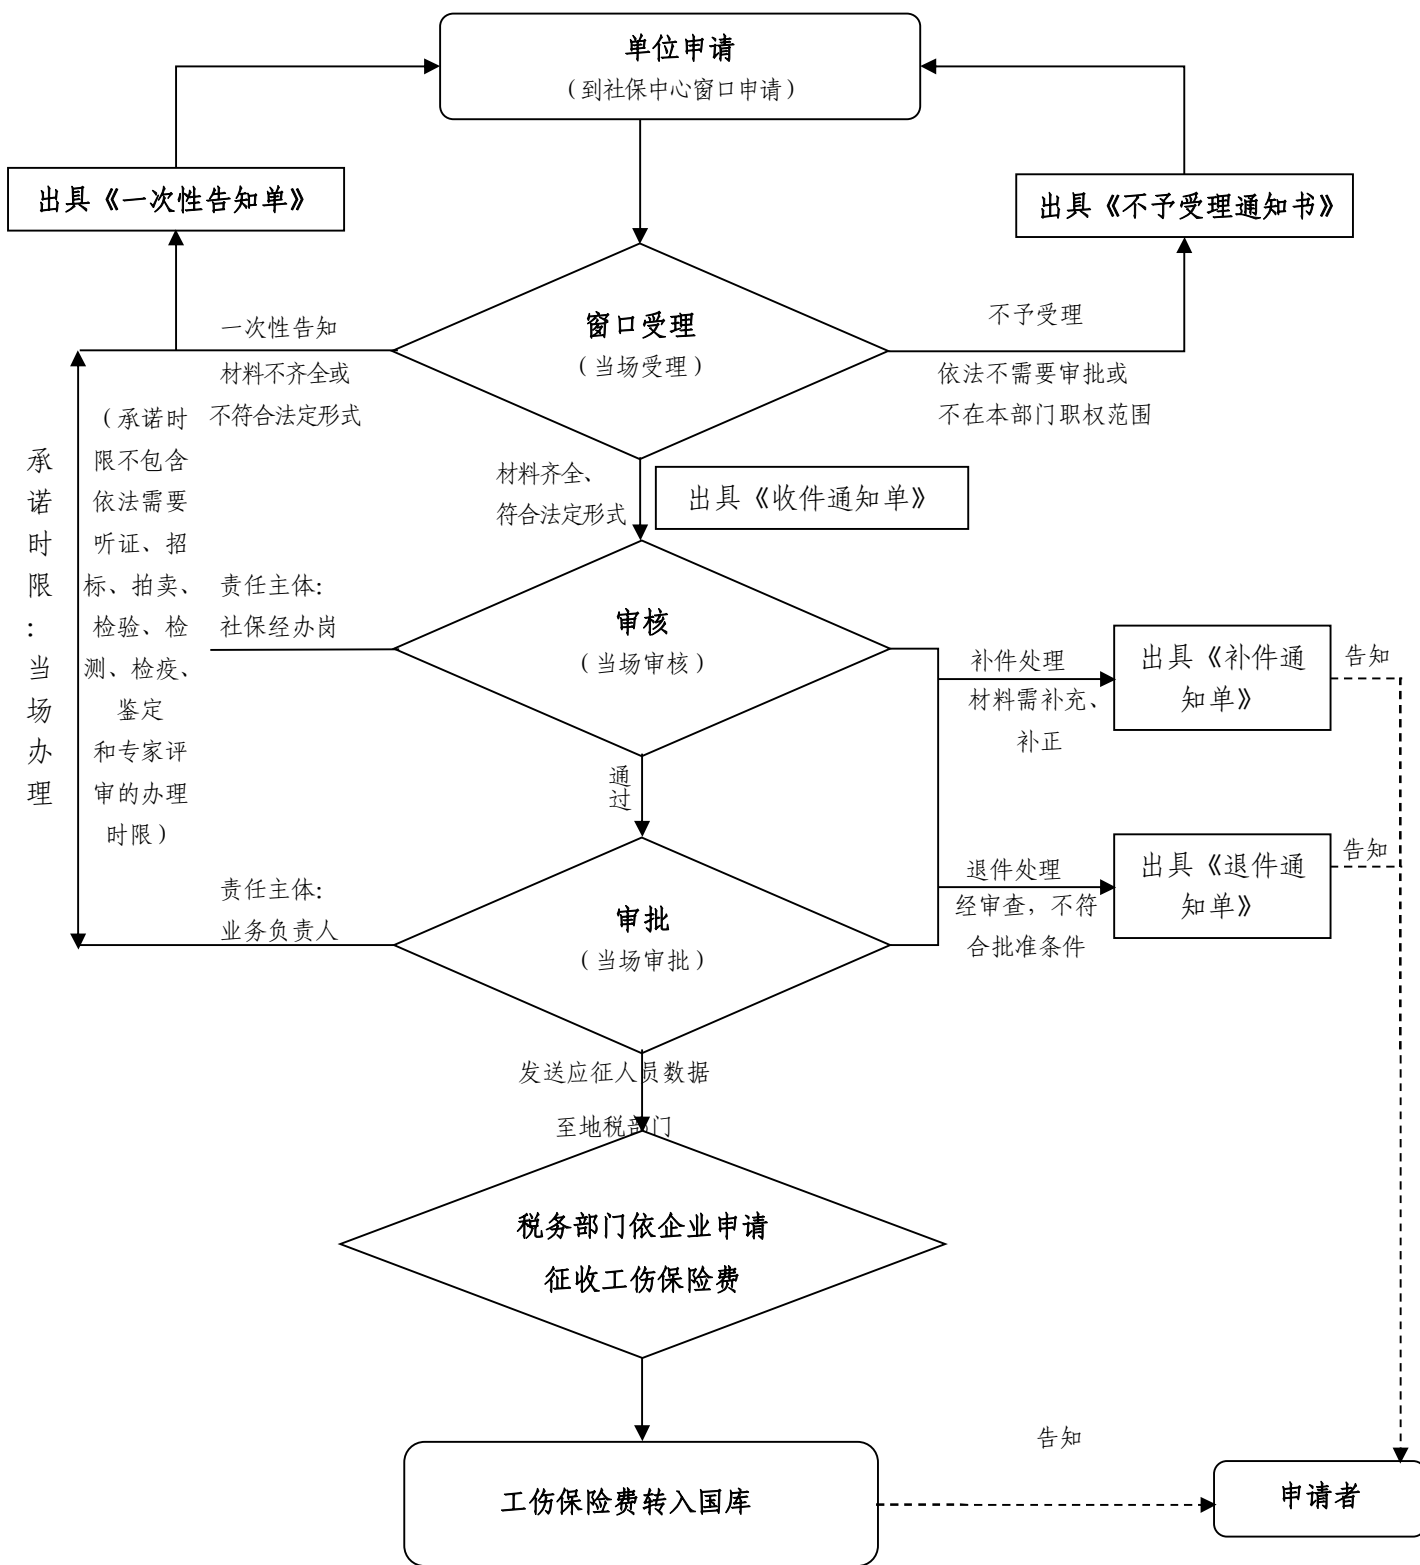 单位申请
（到社保中心窗口申请）
出具《一次性告知单》
出具《不予受理通知书》
一次性告知
材料不齐全或
不符合法定形式
窗口受理
（当场受理）
不予受理
依法不需要审批或
不在本部门职权范围
承诺时限：当场办理
（承诺时
限不包含
依法需要
听证、招
标、拍卖、
检验、检
测、检疫、
鉴定
和专家评
审的办理
时限）
材料齐全、
符合法定形式
出具《收件通知单》
责任主体：
社保经办岗
审核
（当场审核）
补件处理
材料需补充、
补正
出具《补件通
知单》
告知
通过
责任主体：
业务负责人
审批
（当场审批）
退件处理
经审查，不符
合批准条件
出具《退件通
知单》
告知
发送应征人员数据
至地税部门
税务部门依企业申请
征收工伤保险费
工伤保险费转入国库
告知
申请者